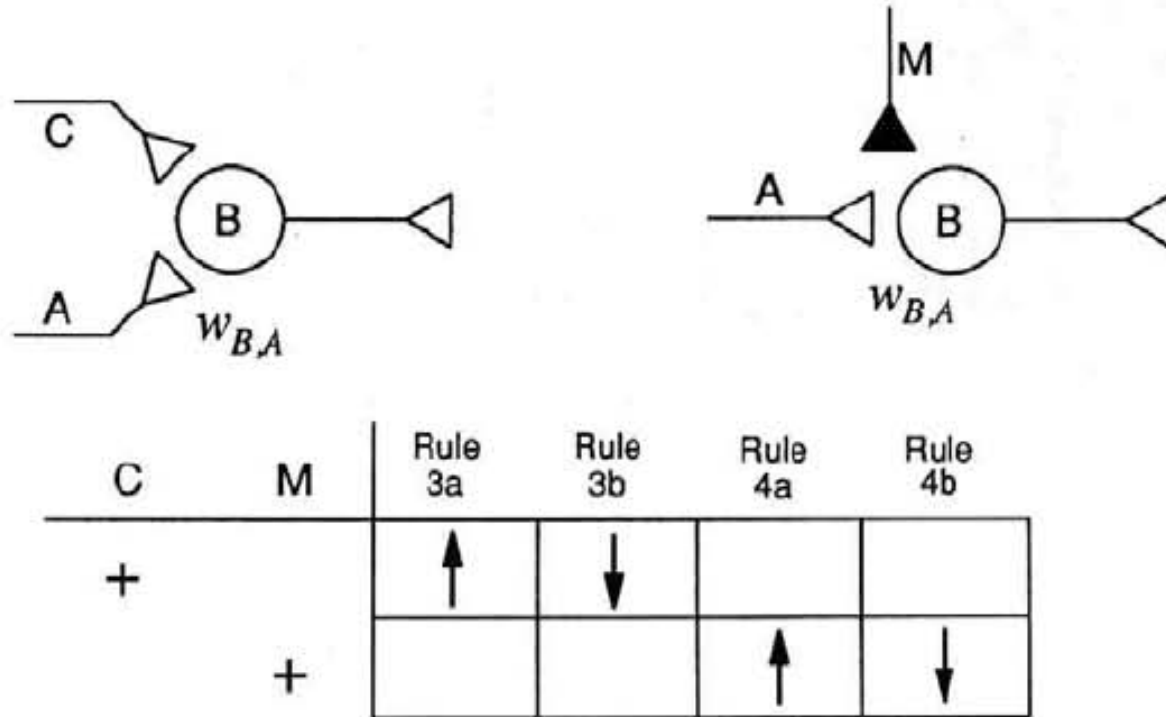 M
C
A
B
B
A
w_{B,A}
w_{B,A}
C M Rule 3a Rule 3b Rule 4a Rule 4b
+ ↑ ↓
+ ↑ ↓